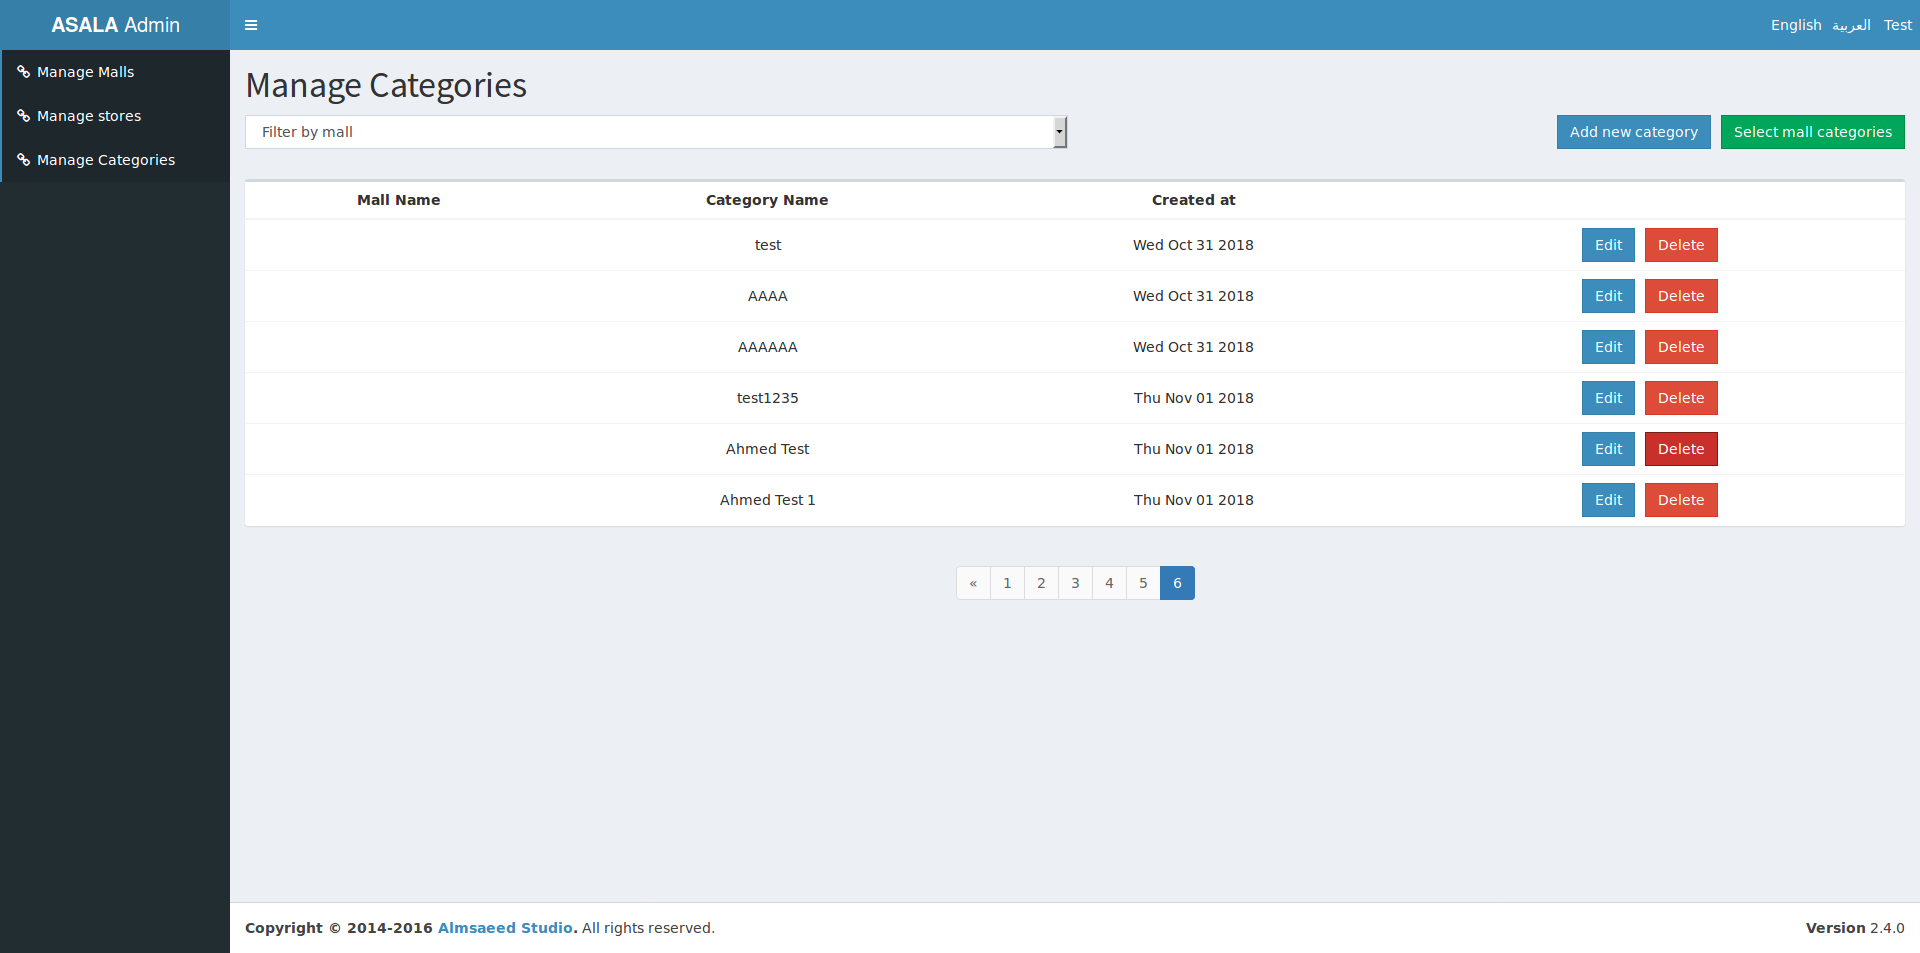 ASALA Admin
English العربية Test
Manage Malls
Manage stores
Manage Categories
Manage Categories
Filter by mall
Add new category
Select mall categories
Mall Name Category Name Created at
test Wed Oct 31 2018 Edit Delete
AAAA Wed Oct 31 2018 Edit Delete
AAAAAA Wed Oct 31 2018 Edit Delete
test1235 Thu Nov 01 2018 Edit Delete
Ahmed Test Thu Nov 01 2018 Edit Delete
Ahmed Test 1 Thu Nov 01 2018 Edit Delete
« 1 2 3 4 5 6
Copyright © 2014-2016 Almsaeed Studio. All rights reserved.
Version 2.4.0